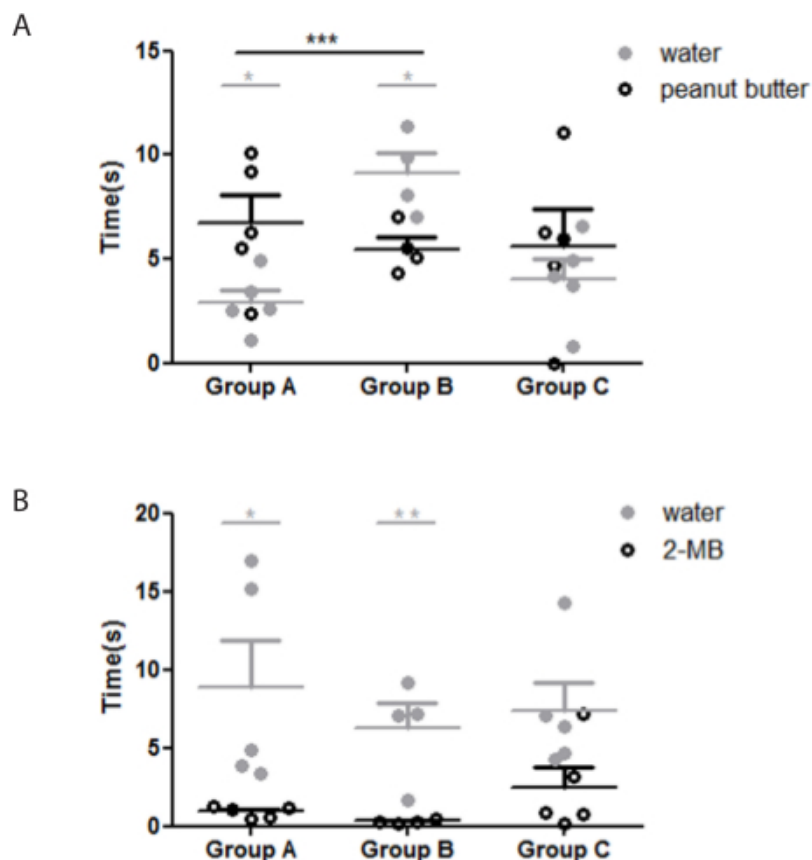 A
***
*
*
water
peanut butter
15
10
5
0
Time(s)
Group A
Group B
Group C
B
*
**
water
2-MB
20
15
10
5
0
Time(s)
Group A
Group B
Group C